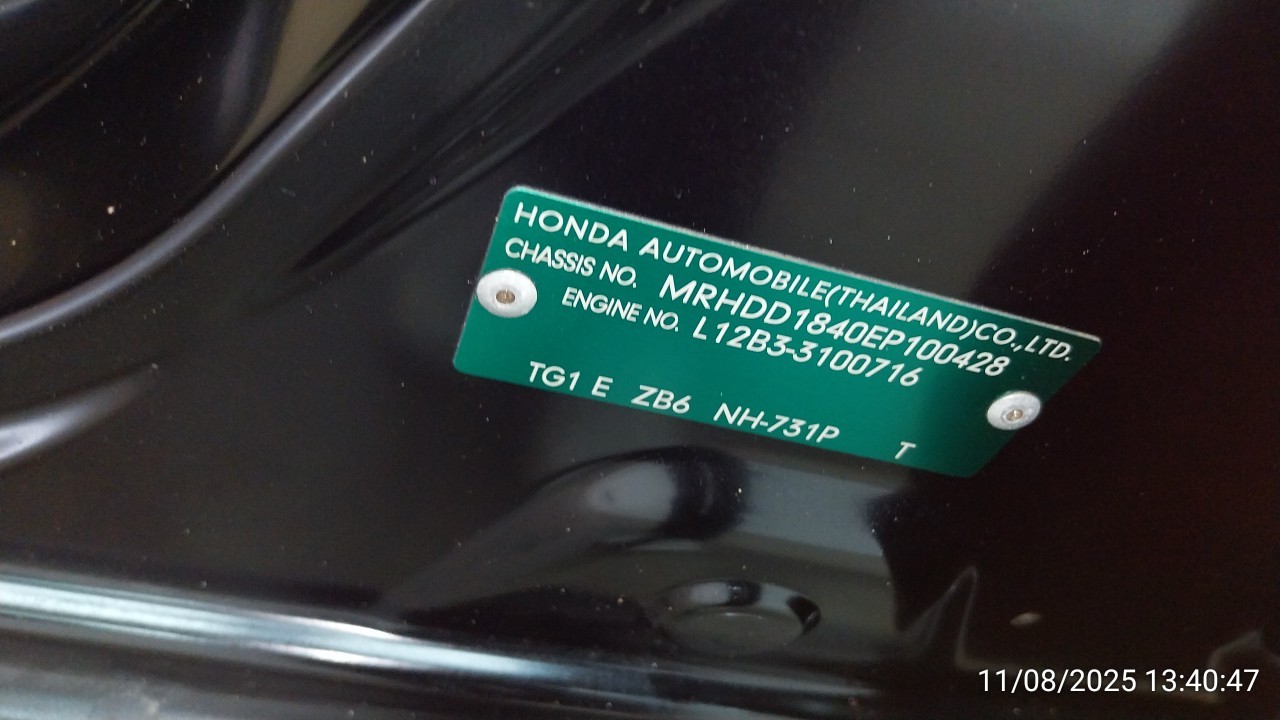 HONDA AUTOMOBILE(THAILAND)CO.,LTD.
CHASSIS NO. MRHDD1840EP100428
ENGINE NO. L12B3-3100716
TG1 E ZB6 NH-731P T
11/08/2025 13:40:47